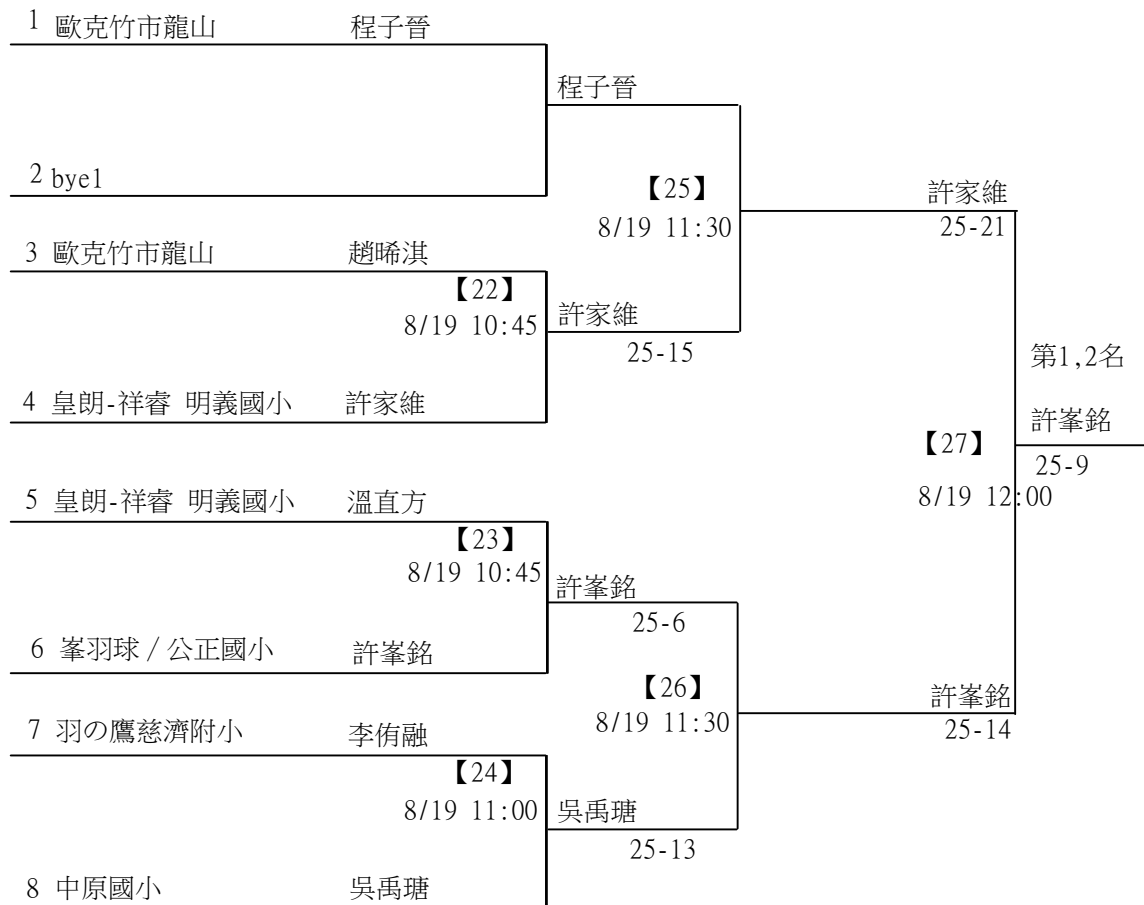 1 歐克竹市龍山 程子晉
程子晉
2 bye1
【25】
8/19 11:30
許家維
25-21
3 歐克竹市龍山 趙晞淇
【22】
8/19 10:45
許家維
25-15
4 皇朗-祥睿 明義國小 許家維
第1,2名
許峯銘
【27】
25-9
8/19 12:00
5 皇朗-祥睿 明義國小 溫直方
【23】
8/19 10:45
許峯銘
25-6
6 峯羽球/公正國小 許峯銘
【26】
8/19 11:30
許峯銘
25-14
7 羽の鷹慈濟附小 李侑融
【24】
8/19 11:00
吳禹瑭
25-13
8 中原國小 吳禹瑭